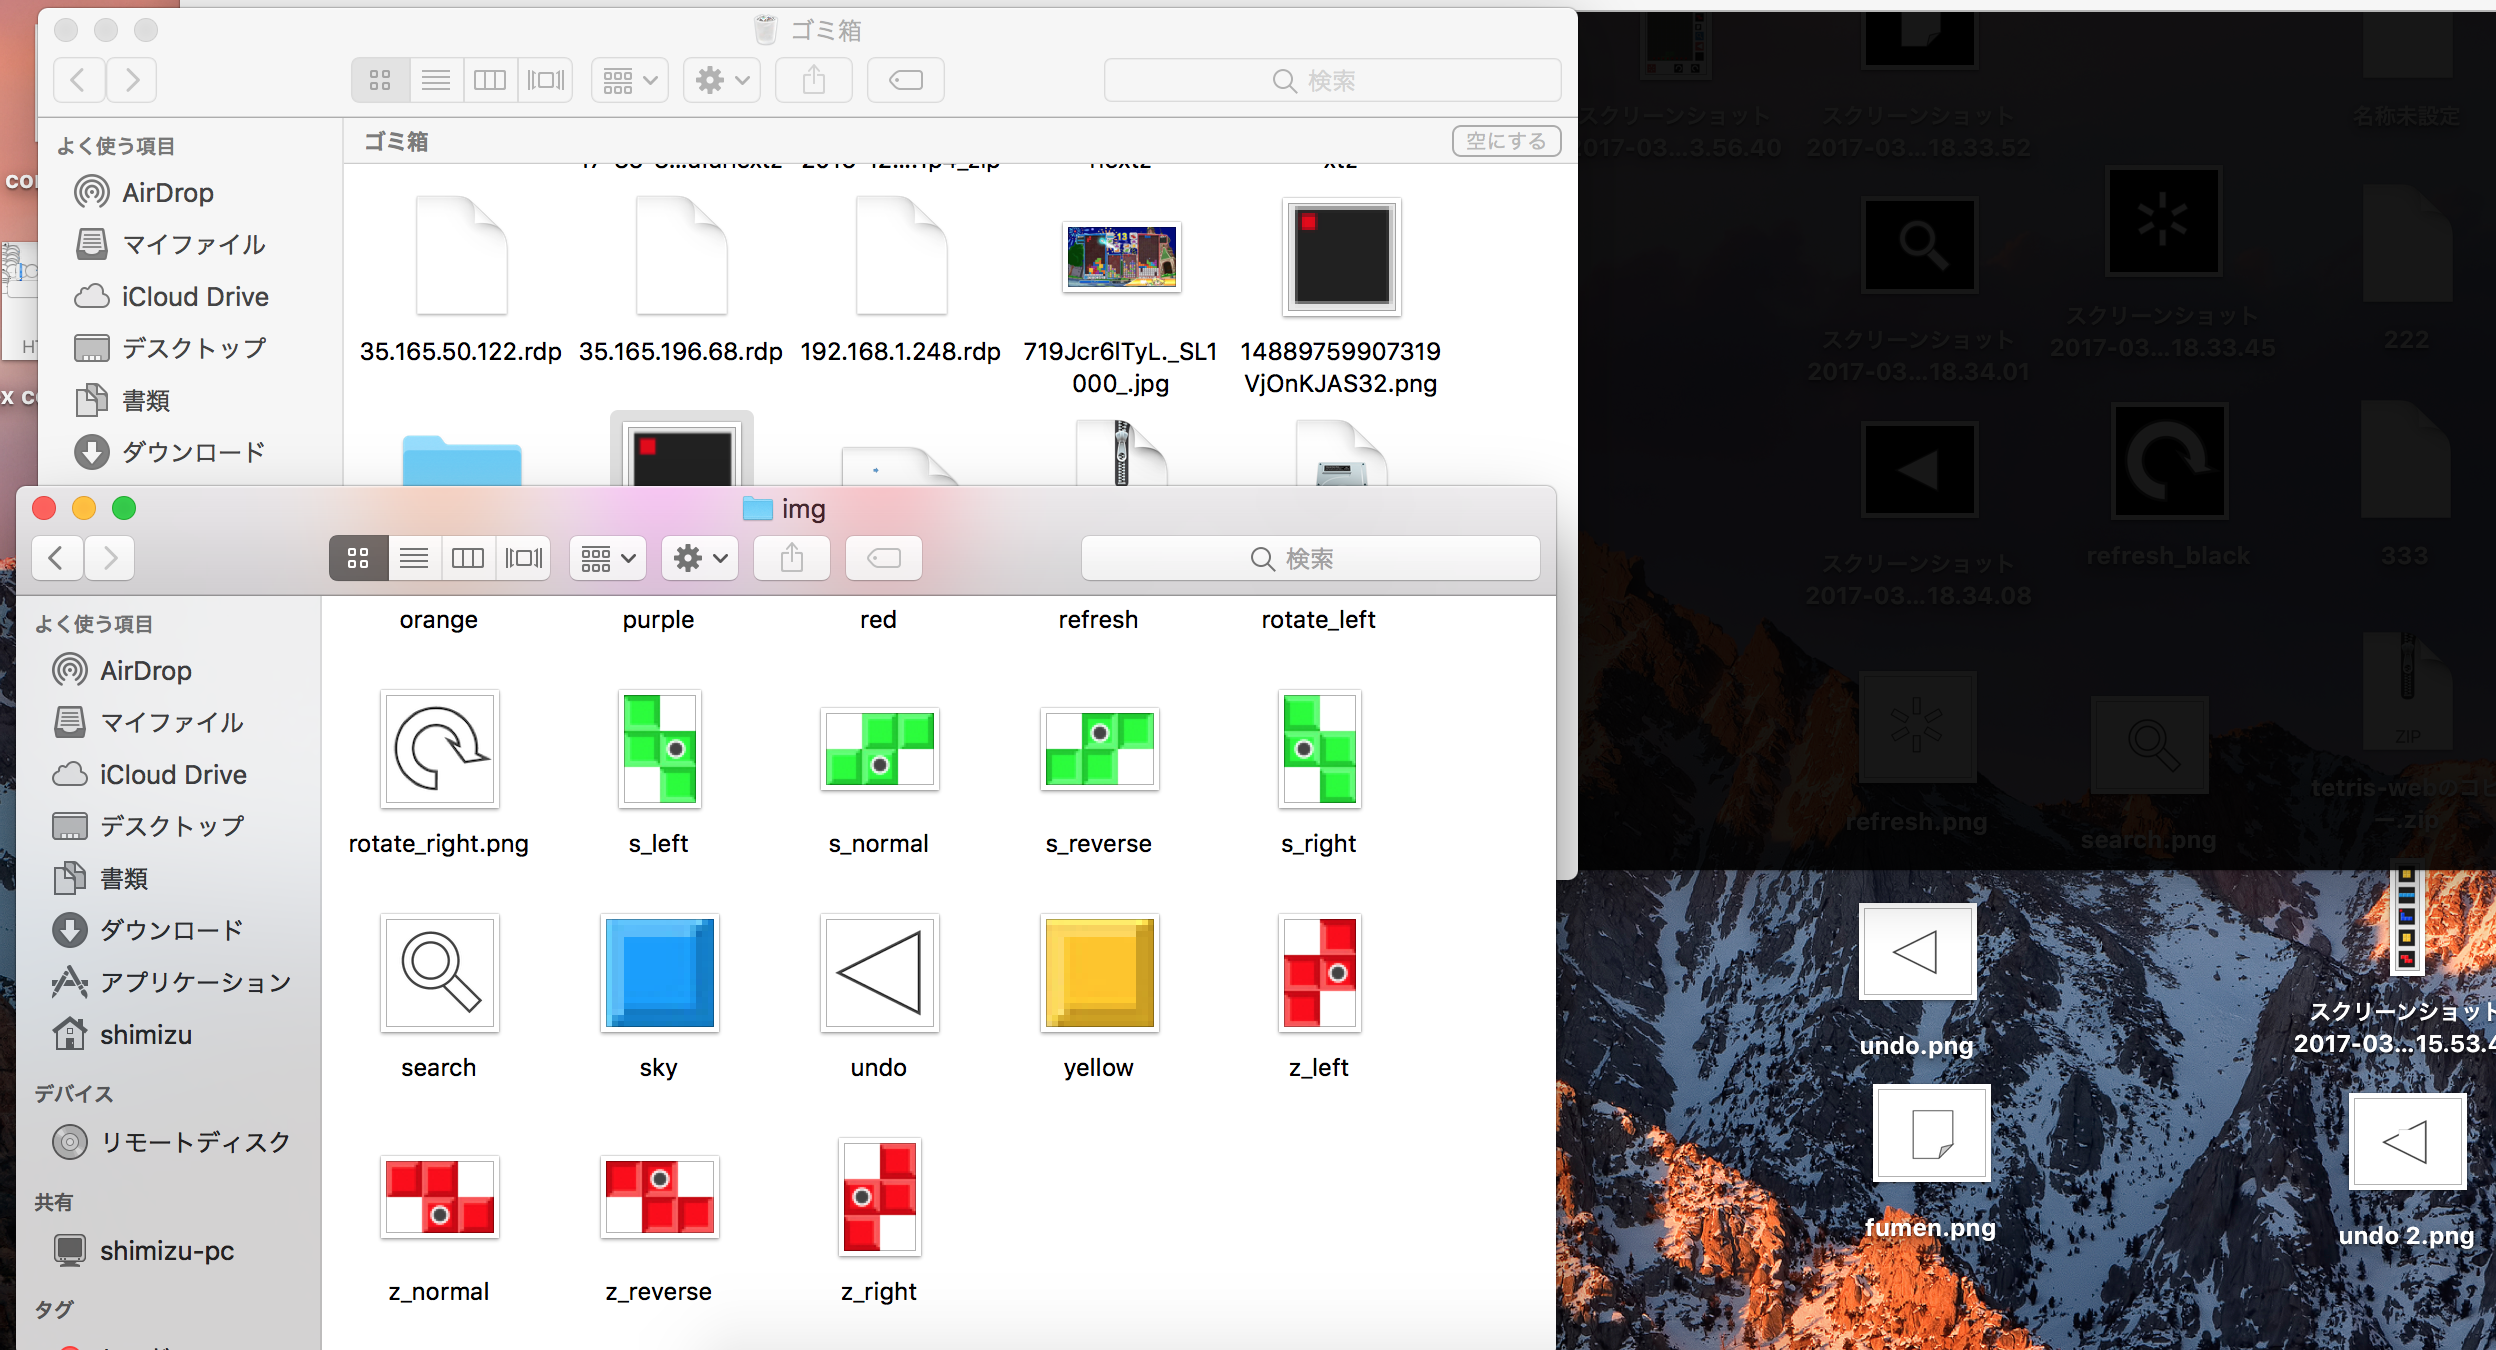 ゴミ箱
検索
よく使う項目
AirDrop
マイファイル
iCloud Drive
デスクトップ
書類
ダウンロード
ゴミ箱
空にする
35.165.50.122.rdp
35.165.196.68.rdp
192.168.1.248.rdp
719Jcr6lTyL._SL1
000_.jpg
14889759907319
VjOnKJAS32.png
img
検索
よく使う項目
AirDrop
マイファイル
iCloud Drive
デスクトップ
書類
ダウンロード
アプリケーション
shimizu
デバイス
リモートディスク
共有
shimizu-pc
タグ
orange
purple
red
refresh
rotate_left
rotate_right.png
s_left
s_normal
s_reverse
s_right
search
sky
undo
yellow
z_left
z_normal
z_reverse
z_right
スクリーンショット
2017-03...3.56.40
スクリーンショット
2017-03...18.33.52
名称未設定
スクリーンショット
2017-03...18.34.01
スクリーンショット
2017-03...18.33.45
222
スクリーンショット
2017-03...18.34.08
refresh_black
333
refresh.png
search.png
ZIP
tetris-webのコピ
ー.zip
undo.png
スクリーンショット
2017-03...15.53.4
fumen.png
undo 2.png